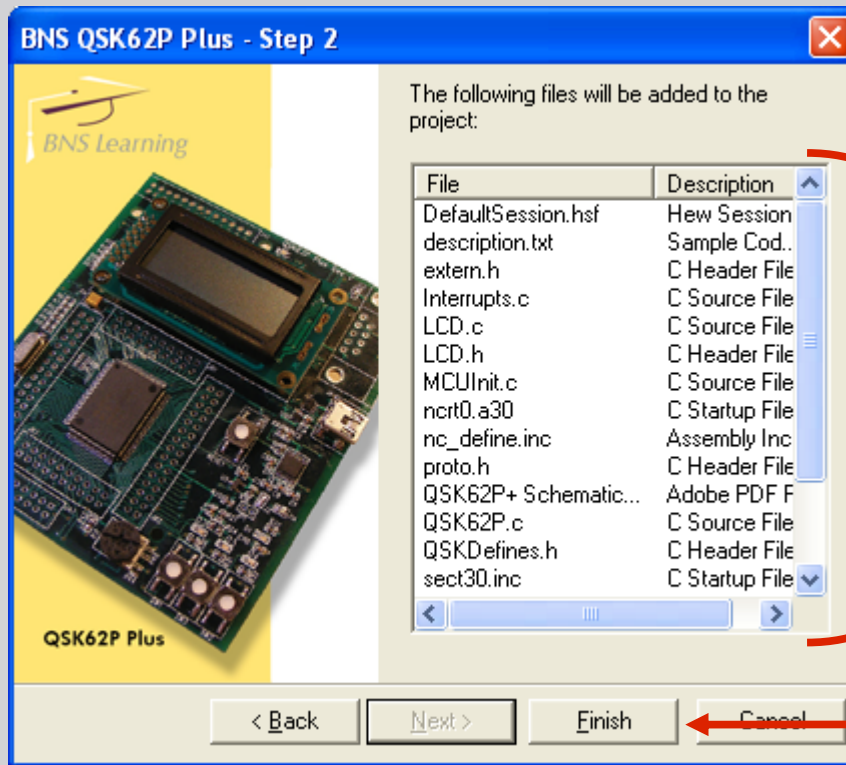 BNS QSK62P Plus - Step 2
BNS Learning
QSK62P Plus
The following files will be added to the
project:
File Description
DefaultSession.hsf Hew Session
description.txt Sample Cod..
extern.h C Header File
Interrupts.c C Source File
LCD.c C Source File
LCD.h C Header File
MCUInit.c C Source File
ncrt0.a30 C Startup File
nc_define.inc Assembly Inc
proto.h C Header File
QSK62P+ Schematic... Adobe PDF F
QSK62P.c C Source File
QSKDefines.h C Header File
sect30.inc C Startup File
< Back Next > Finish Cancel